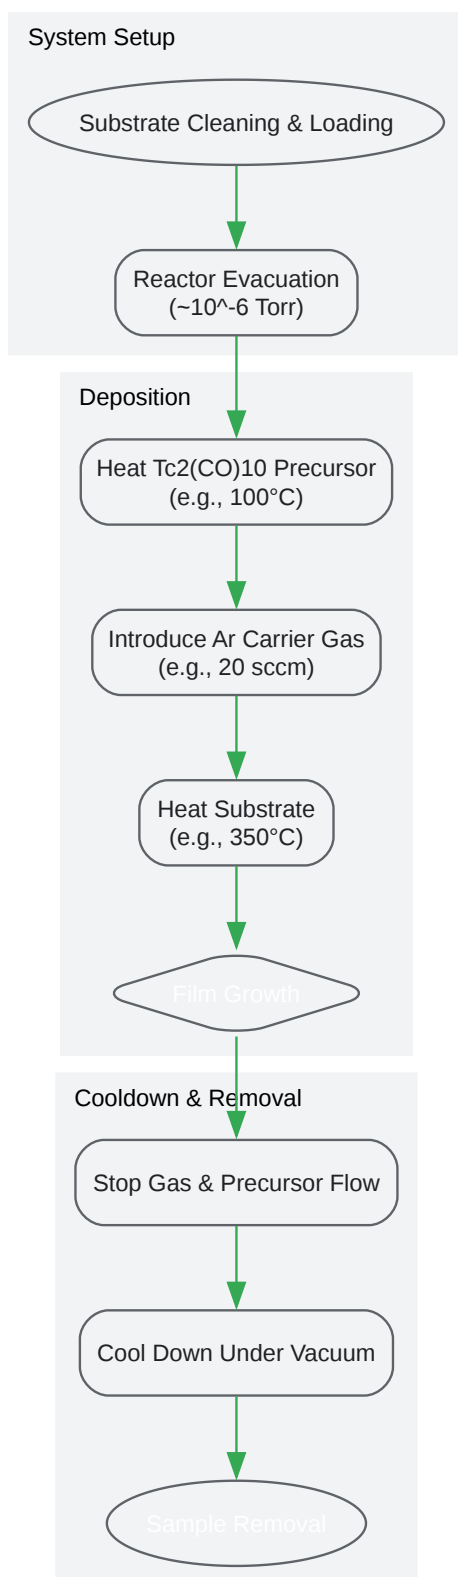 System Setup
Substrate Cleaning & Loading
Reactor Evacuation
(~10^-6 Torr)
Deposition
Heat Tc2(CO)10 Precursor
(e.g., 100°C)
Introduce Ar Carrier Gas
(e.g., 20 sccm)
Heat Substrate
(e.g., 350°C)
Film Growth
Cooldown & Removal
Stop Gas & Precursor Flow
Cool Down Under Vacuum
Sample Removal